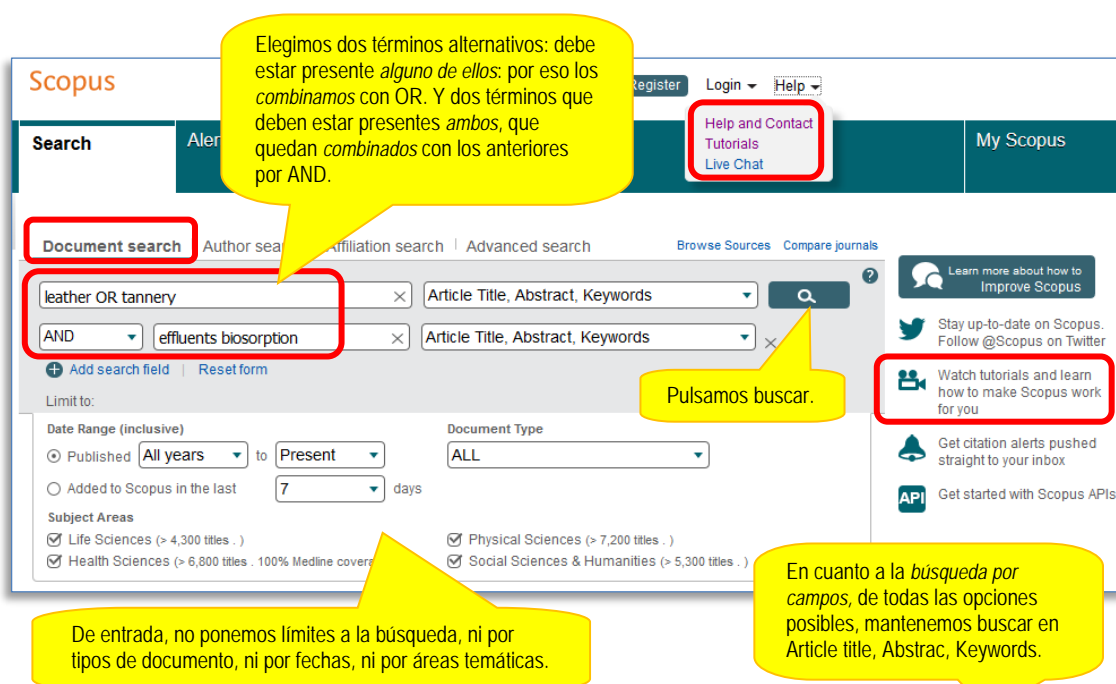 Elegimos dos términos alternativos: debe
estar presente alguno de ellos: por eso los
combinamos con OR. Y dos términos que
deben estar presentes ambos, que
quedan combinados con los anteriores
por AND.
Scopus
Register
Login
Help
Help and Contact
Tutorials
Live Chat
Search
Aler
My Scopus
Document search
Author sea
Affiliation search
Advanced search
Browse Sources
Compare journals
leather OR tannery
Article Title, Abstract, Keywords
AND
effluents biosorption
Article Title, Abstract, Keywords
Add search field | Reset form
Pulsamos buscar.
Limit to:
Date Range (inclusive)
Document Type
Published All years to Present
ALL
Added to Scopus in the last 7 days
Subject Areas
Life Sciences (> 4,300 titles . )
Physical Sciences (> 7,200 titles . )
Health Sciences (> 6,800 titles . 100% Medline covera
Social Sciences & Humanities (> 5,300 titles . )
Learn more about how to
Improve Scopus
Stay up-to-date on Scopus.
Follow @Scopus on Twitter
Watch tutorials and learn
how to make Scopus work
for you
Get citation alerts pushed
straight to your inbox
API
Get started with Scopus APIs
De entrada, no ponemos límites a la búsqueda, ni por
tipos de documento, ni por fechas, ni por áreas temáticas.
En cuanto a la búsqueda por
campos, de todas las opciones
posibles, mantenemos buscar en
Article title, Abstrac, Keywords.